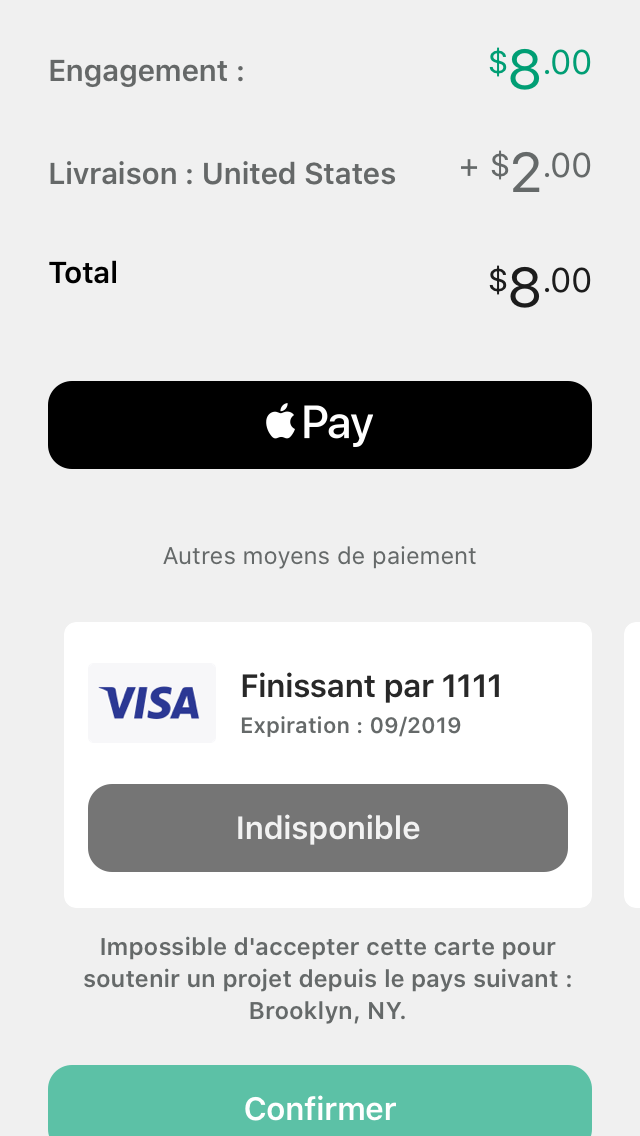 Engagement : $8.00
Livraison : United States + $2.00
Total $8.00
Pay
Autres moyens de paiement
VISA
Finissant par 1111
Expiration : 09/2019
Indisponible
Impossible d'accepter cette carte pour
soutenir un projet depuis le pays suivant :
Brooklyn, NY.
Confirmer